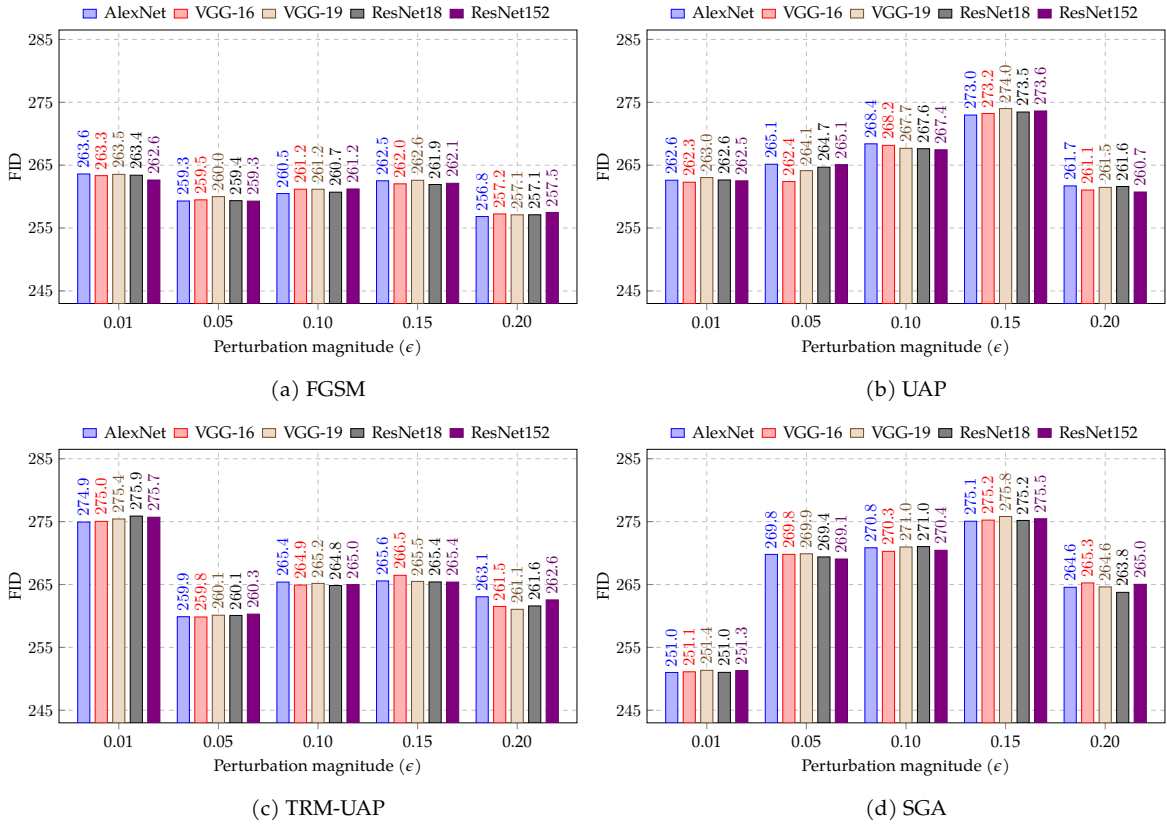 AlexNet VGG-16 VGG-19 ResNet18 ResNet152
285
275
265
255
245
FID
263.6 263.3 263.5 263.4 262.6
259.3 259.5 260.0 259.4 259.3
260.5 261.2 261.2 260.7 261.2
262.5 262.0 262.6 261.9 262.1
256.8 257.2 257.1 257.1 257.5
0.01 0.05 0.10 0.15 0.20
Perturbation magnitude (ϵ)
(a) FGSM
AlexNet VGG-16 VGG-19 ResNet18 ResNet152
285
275
265
255
245
FID
262.6 262.3 263.0 262.6 262.5
265.1 262.4 264.1 264.7 265.1
268.4 268.2 267.7 267.6 267.4
273.0 273.2 274.0 273.5 273.6
261.7 261.1 261.5 261.6 260.7
0.01 0.05 0.10 0.15 0.20
Perturbation magnitude (ϵ)
(b) UAP
AlexNet VGG-16 VGG-19 ResNet18 ResNet152
285
275
265
255
245
FID
274.9 275.0 275.4 275.9 275.7
259.9 259.8 260.1 260.1 260.3
265.4 264.9 265.2 264.8 265.0
265.6 266.5 265.5 265.4 265.4
263.1 261.5 261.1 261.6 262.6
0.01 0.05 0.10 0.15 0.20
Perturbation magnitude (ϵ)
(c) TRM-UAP
AlexNet VGG-16 VGG-19 ResNet18 ResNet152
285
275
265
255
245
FID
251.0 251.1 251.4 251.0 251.3
269.8 269.8 269.9 269.4 269.1
270.8 270.3 271.0 271.0 270.4
275.1 275.2 275.8 275.2 275.5
264.6 265.3 264.6 263.8 265.0
0.01 0.05 0.10 0.15 0.20
Perturbation magnitude (ϵ)
(d) SGA